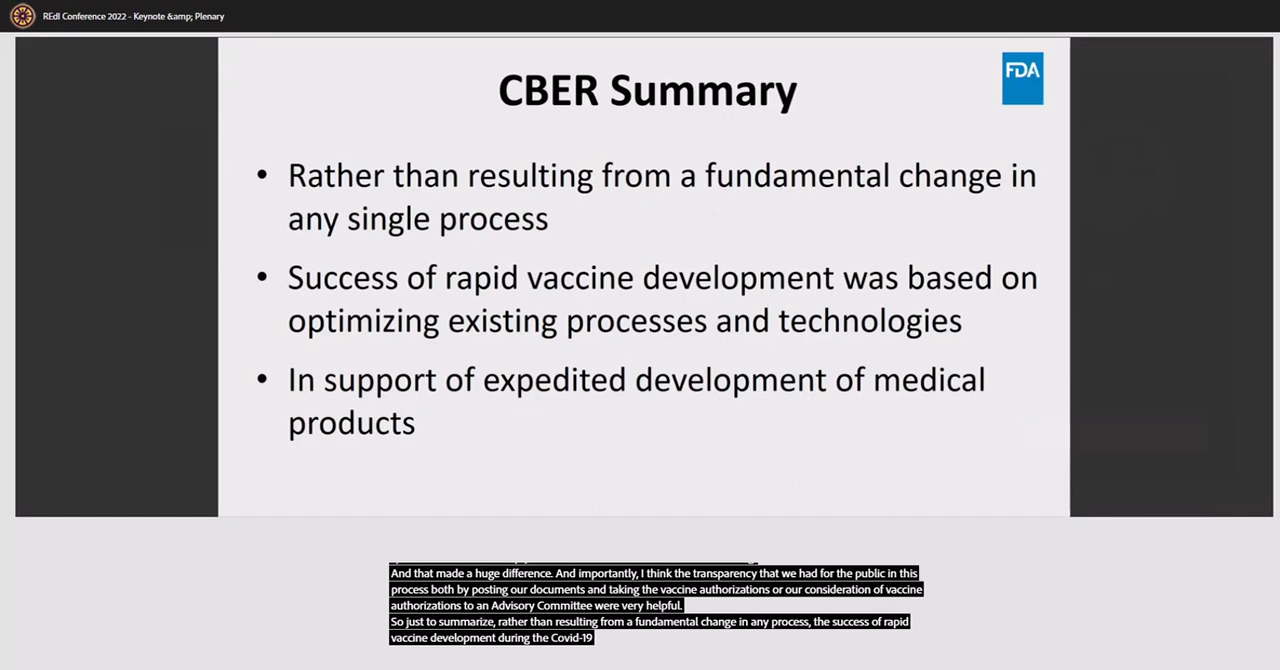 REdI Conference 2022 - Keynote &amp; Plenary
FDA
CBER Summary
• Rather than resulting from a fundamental change in
any single process
• Success of rapid vaccine development was based on
optimizing existing processes and technologies
• In support of expedited development of medical
products
And that made a huge difference. And importantly, I think the transparency that we had for the public in this
process both by posting our documents and taking the vaccine authorizations or our consideration of vaccine
authorizations to an Advisory Committee were very helpful.
So just to summarize, rather than resulting from a fundamental change in any process, the success of rapid
vaccine development during the Covid-19